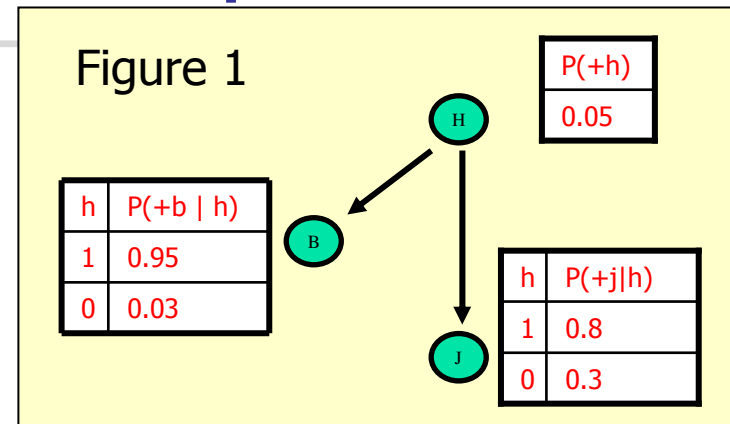 Figure 1
P(+h)
0.05
H
h P(+b | h)
1 0.95
0 0.03
B
h P(+j|h)
1 0.8
0 0.3
J